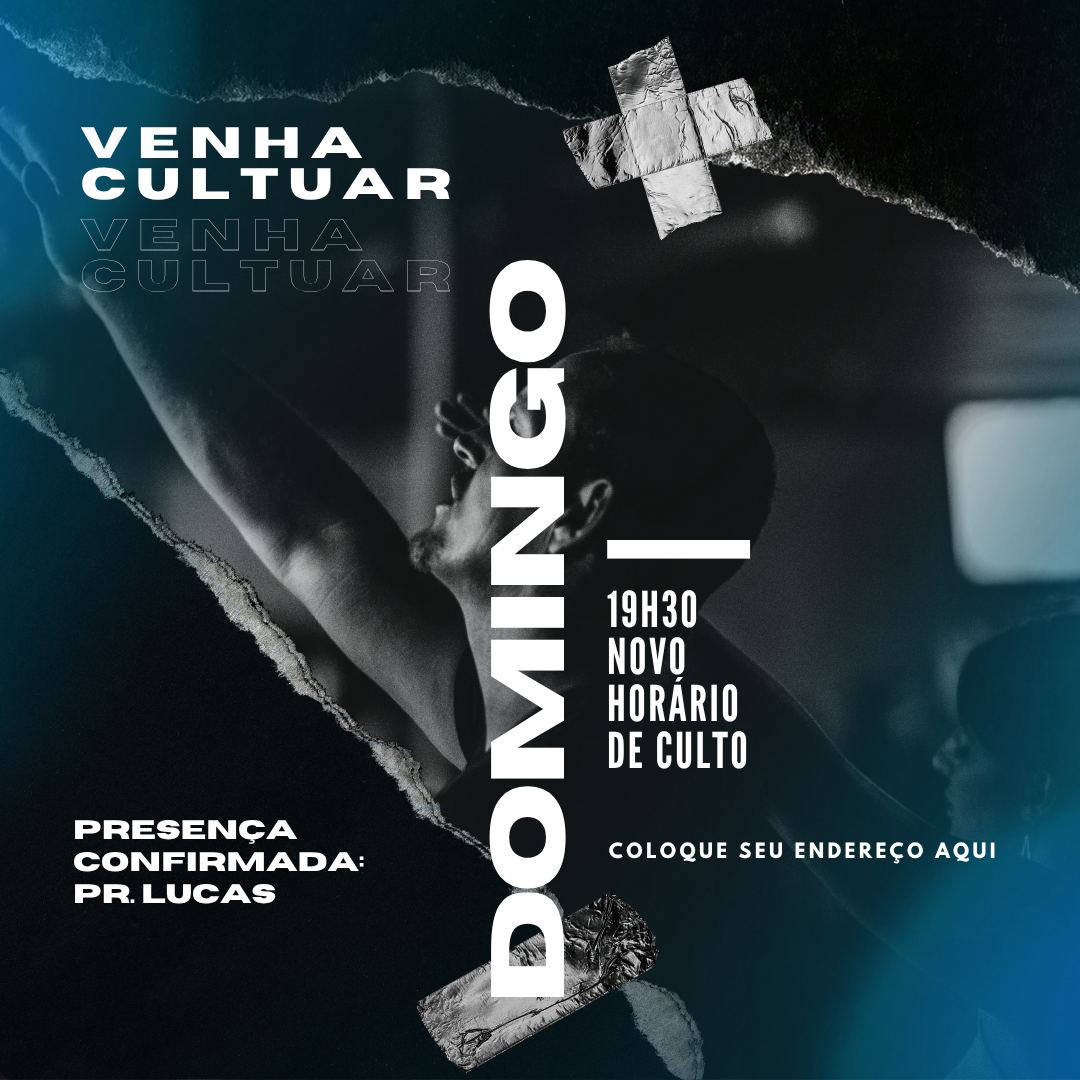 VENHA
CULTUAR
VENHA
CULTUAR
DOMINGO
19H30
NOVO
HORÁRIO
DE CULTO
PRESENÇA
CONFIRMADA:
PR. LUCAS
COLOQUE SEU ENDEREÇO AQUI